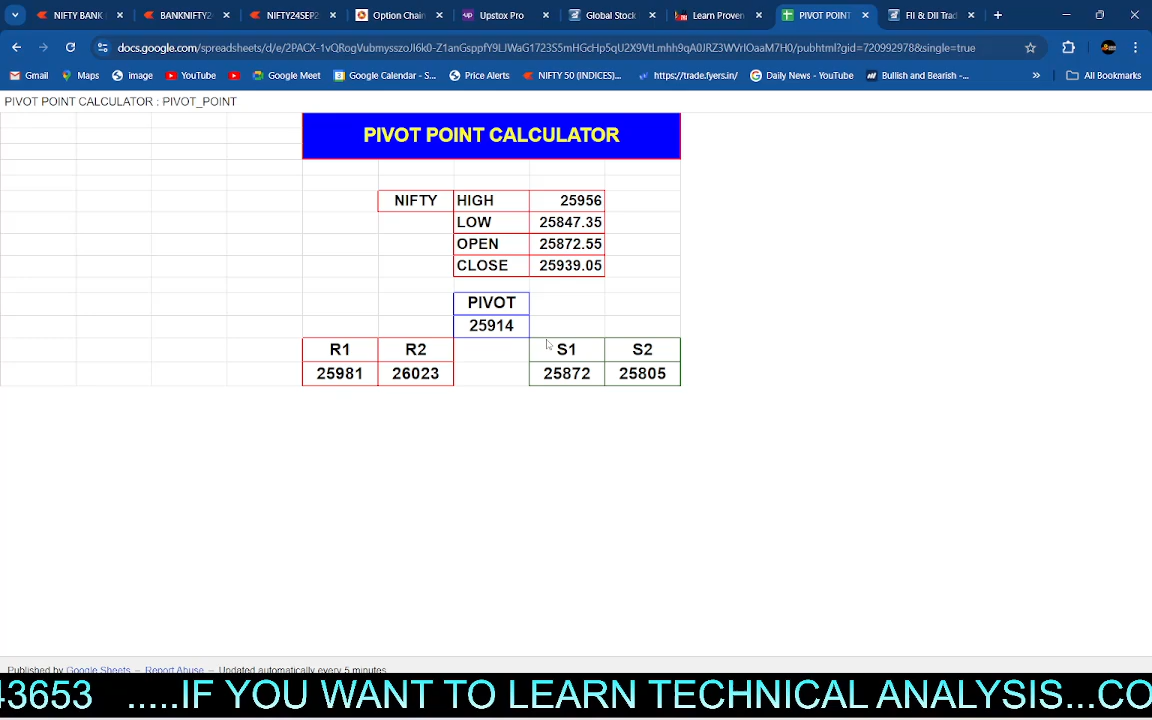 NIFTY BANK
BANKNIFTY2
NIFTY24SEP2
Option Chain
Upstox Pro
Global Stock
Learn Proven
PIVOT POINT
FII & DII Trad
docs.google.com/spreadsheets/d/e/2PACX-1vQRogVubmysszoJI6k0-Z1anGsppfY9LJWaG1723S5mHGcHp5qU2X9VtLmhh9qA0JRZ3WVrIOaaM7H0/pubhtml?gid=720992978&single=true
Gmail
Maps
image
YouTube
Google Meet
Google Calendar - S...
Price Alerts
NIFTY 50 (INDICES)...
https://trade.fyers.in/
Daily News - YouTube
Bullish and Bearish -...
All Bookmarks
PIVOT POINT CALCULATOR : PIVOT_POINT
PIVOT POINT CALCULATOR
NIFTY HIGH 25956
LOW 25847.35
OPEN 25872.55
CLOSE 25939.05
PIVOT
25914
R1 R2 S1 S2
25981 26023 25872 25805
Published by Google Sheets – Report Abuse – Updated automatically every 5 minutes
43653 .....IF YOU WANT TO LEARN TECHNICAL ANALYSIS...CO